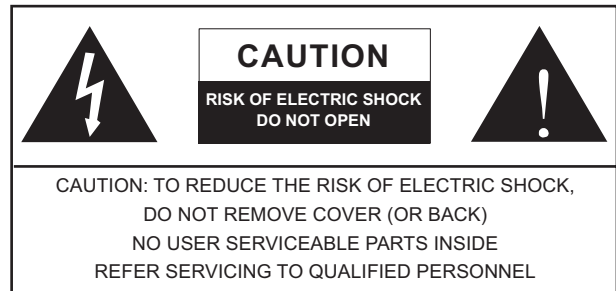 CAUTION
RISK OF ELECTRIC SHOCK
DO NOT OPEN
!
CAUTION: TO REDUCE THE RISK OF ELECTRIC SHOCK,
DO NOT REMOVE COVER (OR BACK)
NO USER SERVICEABLE PARTS INSIDE
REFER SERVICING TO QUALIFIED PERSONNEL